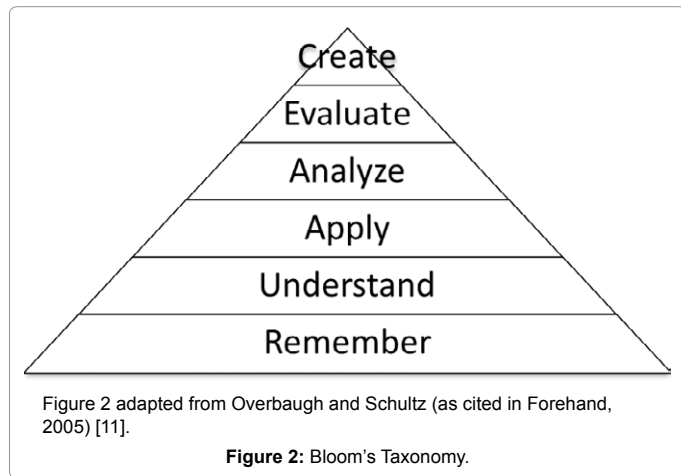 Create
Evaluate
Analyze
Apply
Understand
Remember
Figure 2 adapted from Overbaugh and Schultz (as cited in Forehand,
2005) [11].
Figure 2: Bloom's Taxonomy.